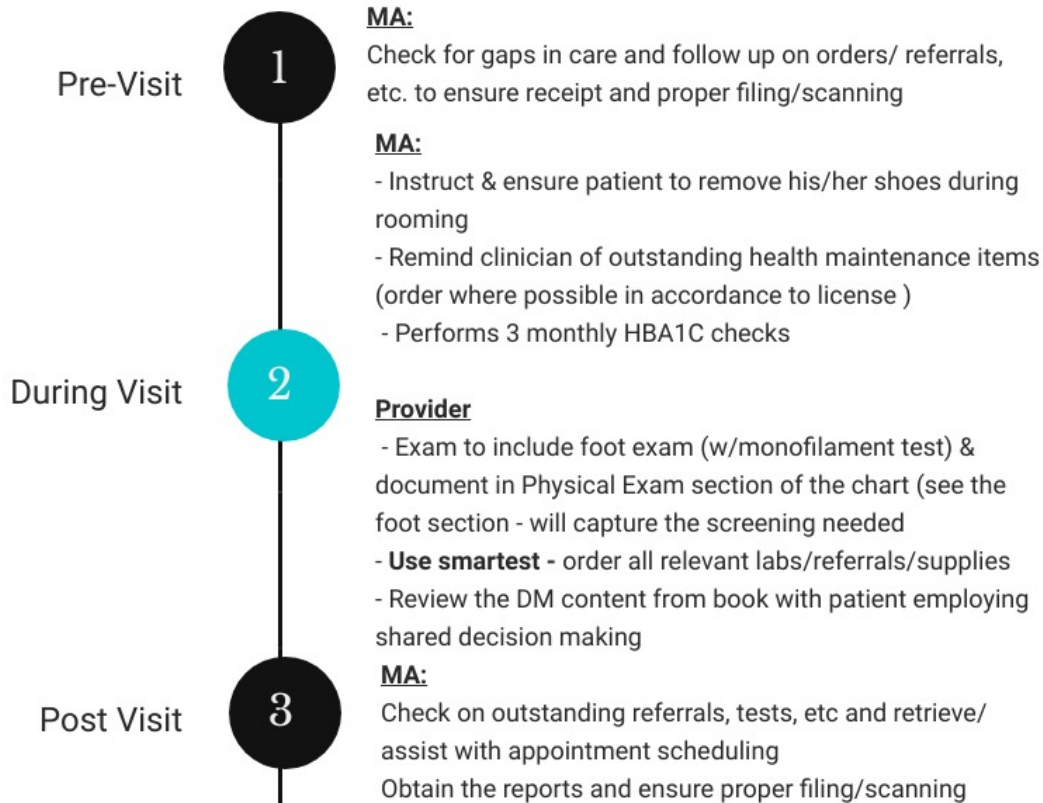 Pre-Visit
1
MA:
Check for gaps in care and follow up on orders/ referrals,
etc. to ensure receipt and proper filing/scanning
During Visit
2
MA:
- Instruct & ensure patient to remove his/her shoes during
rooming
- Remind clinician of outstanding health maintenance items
(order where possible in accordance to license )
- Performs 3 monthly HBA1C checks
Provider
- Exam to include foot exam (w/monofilament test) &
document in Physical Exam section of the chart (see the
foot section - will capture the screening needed
- Use smartest - order all relevant labs/referrals/supplies
- Review the DM content from book with patient employing
shared decision making
Post Visit
3
MA:
Check on outstanding referrals, tests, etc and retrieve/
assist with appointment scheduling
Obtain the reports and ensure proper filing/scanning